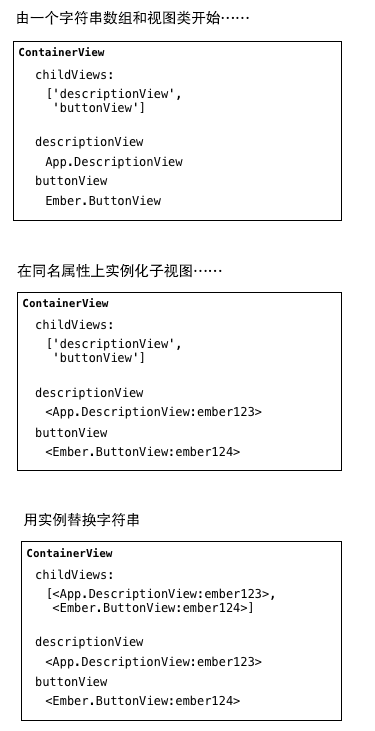 由一个字符串数组和视图类开始……
ContainerView
childViews:
['descriptionView',
'buttonView']
descriptionView
App.DescriptionView
buttonView
Ember.ButtonView
在同名属性上实例化子视图……
ContainerView
childViews:
['descriptionView',
'buttonView']
descriptionView
<App.DescriptionView:ember123>
buttonView
<Ember.ButtonView:ember124>
用实例替换字符串
ContainerView
childViews:
[<App.DescriptionView:ember123>,
<Ember.ButtonView:ember124>]
descriptionView
<App.DescriptionView:ember123>
buttonView
<Ember.ButtonView:ember124>